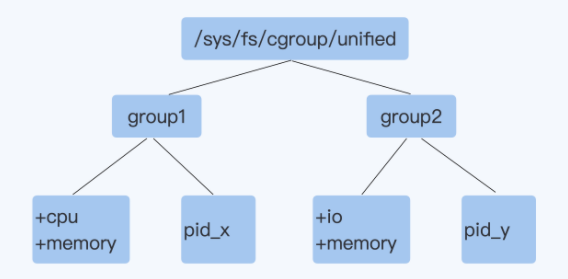 /sys/fs/cgroup/unified
group1
group2
+cpu
+memory
pid_x
+io
+memory
pid_y